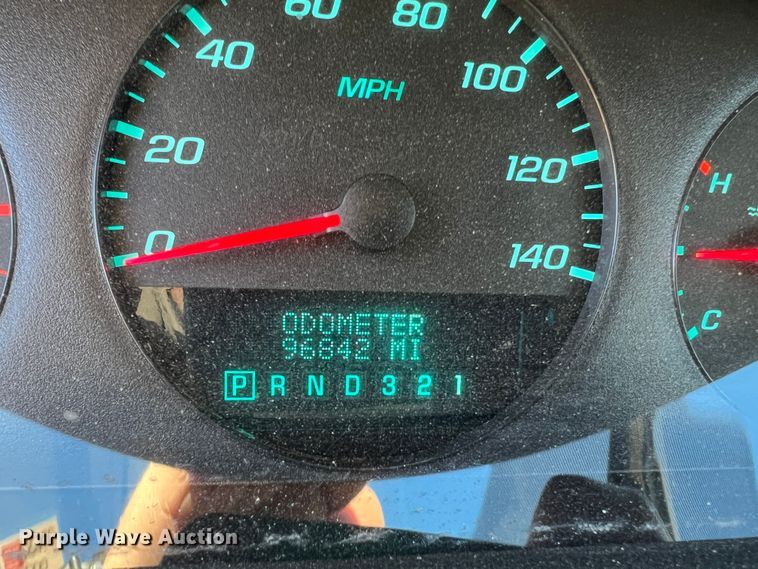 60 80
40 100
MPH
20 120
0 140
H
C
ODOMETER
96842 MI
P R N D 3 2 1
Purple Wave Auction